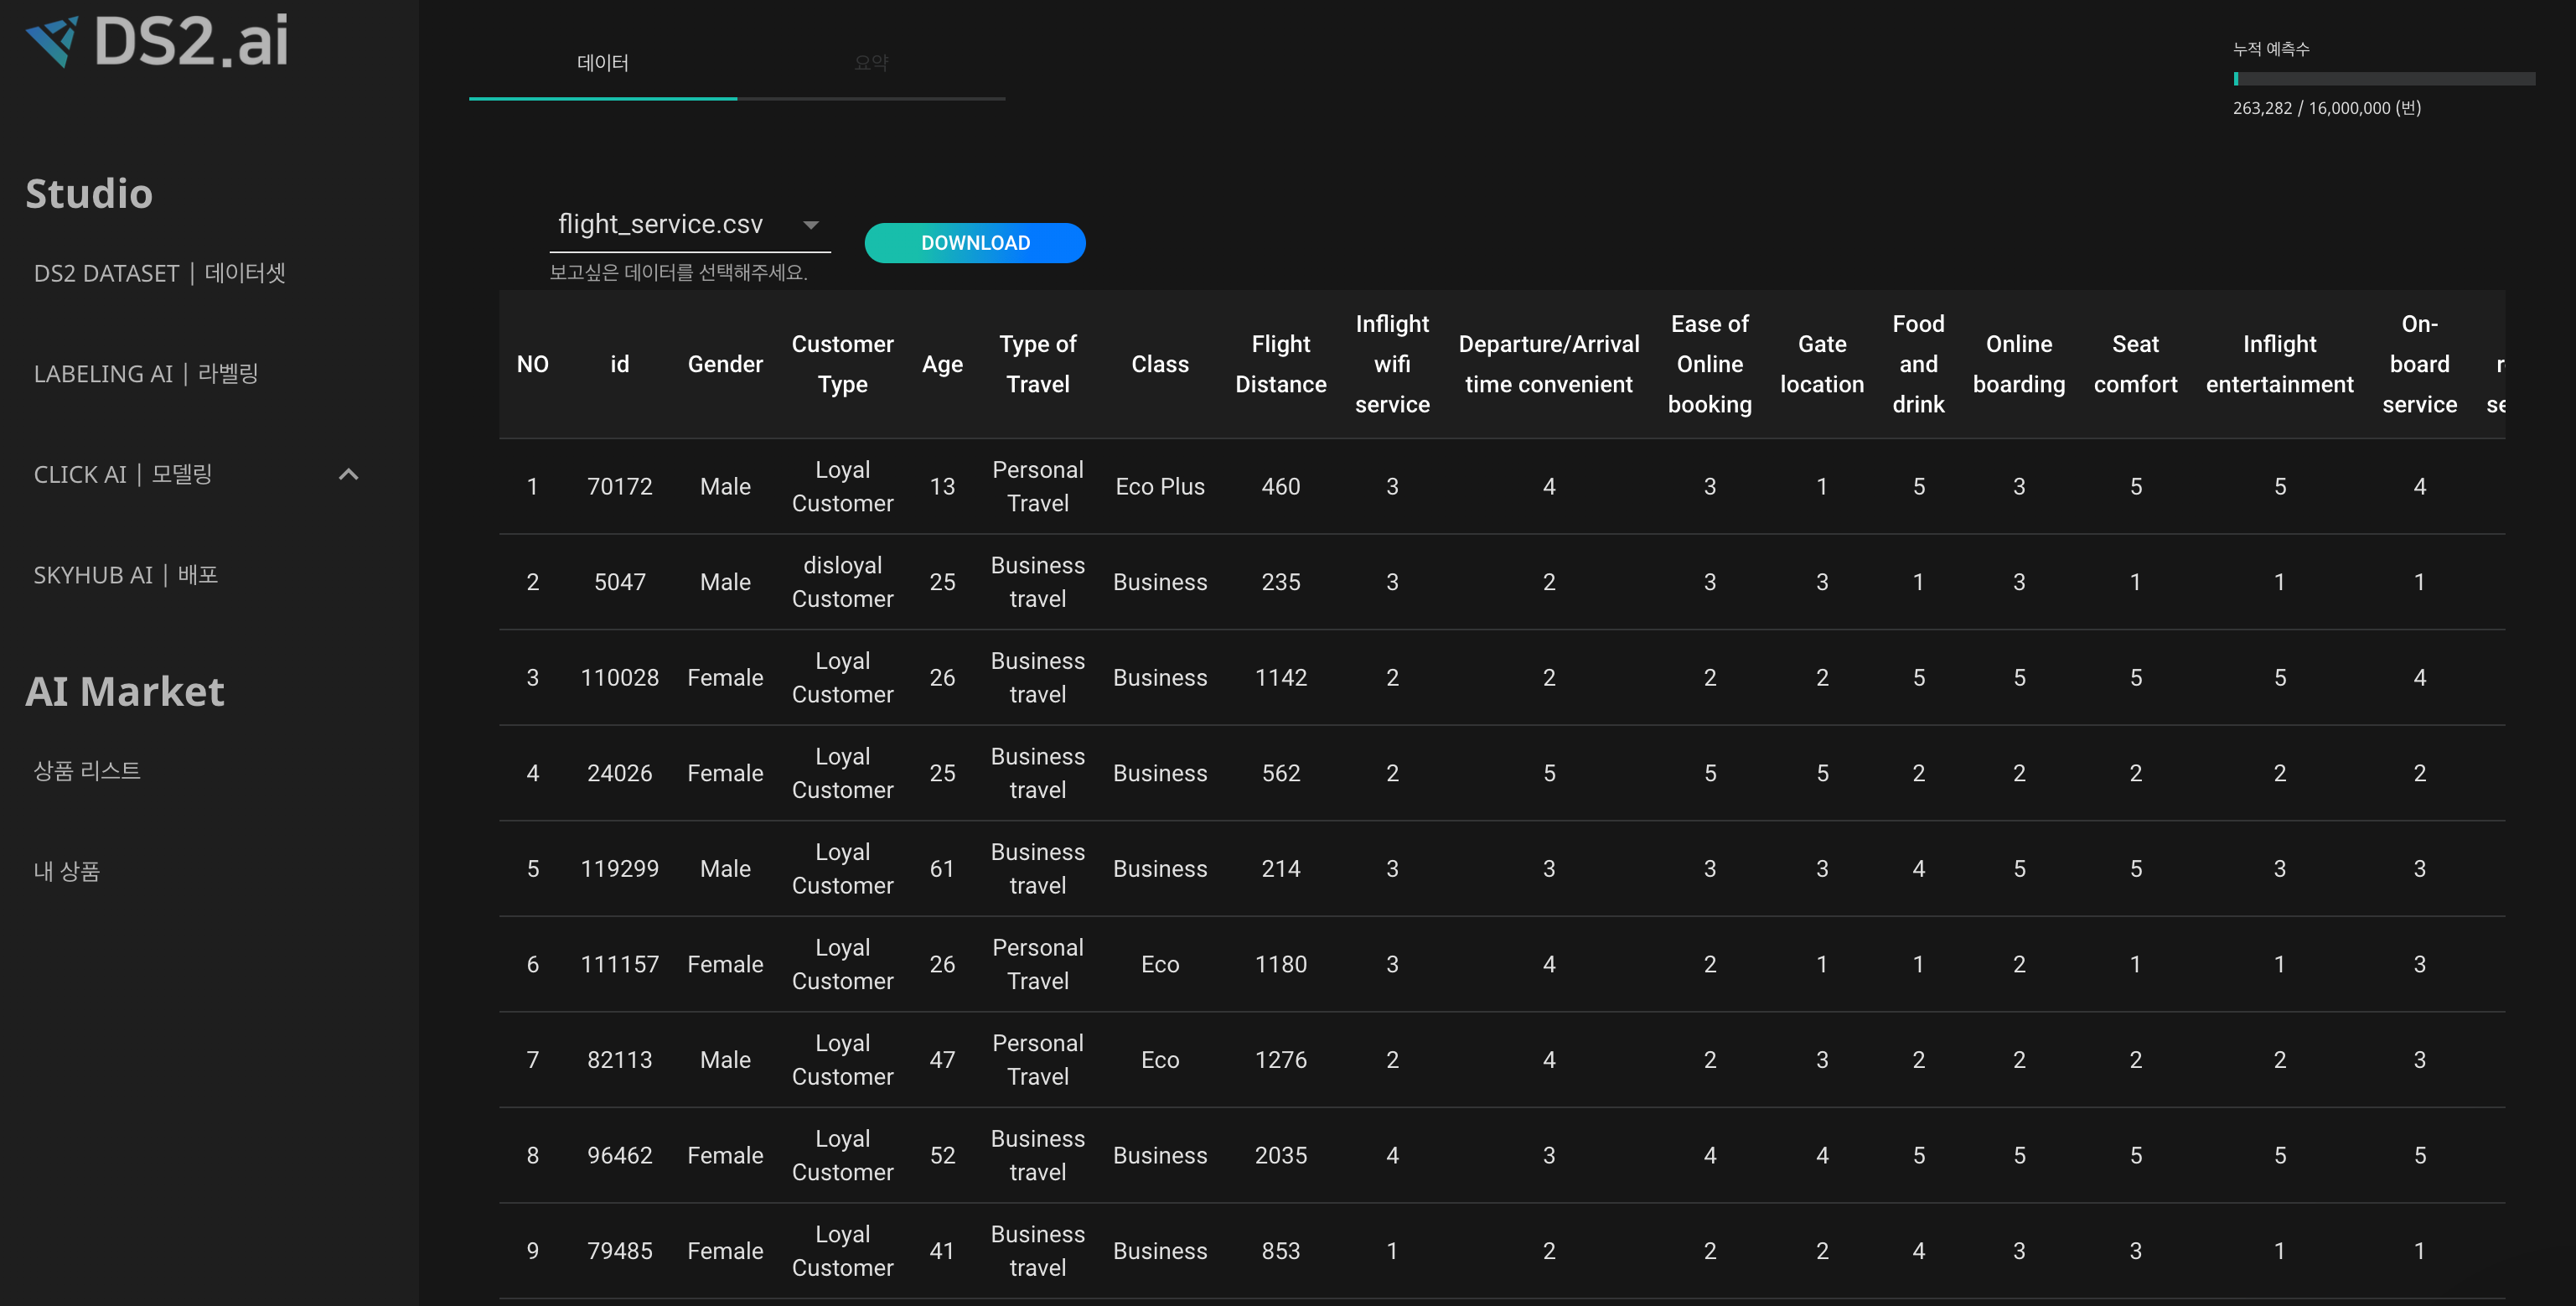 DS2.ai
Studio
DS2 DATASET | 데이터셋
LABELING AI | 라벨링
CLICK AI | 모델링
SKYHUB AI | 배포
AI Market
상품 리스트
내 상품
데이터 요약
누적 예측수
263,282 / 16,000,000 (번)
flight_service.csv
DOWNLOAD
보고싶은 데이터를 선택해주세요.
NO id Gender Customer Type Age Type of Travel Class Flight Distance Inflight wifi service Departure/Arrival time convenient Ease of Online booking Gate location Food and drink Online boarding Seat comfort Inflight entertainment On-board service
1 70172 Male Loyal Customer 13 Personal Travel Eco Plus 460 3 4 3 1 5 3 5 5 4
2 5047 Male disloyal Customer 25 Business travel Business 235 3 2 3 3 1 3 1 1 1
3 110028 Female Loyal Customer 26 Business travel Business 1142 2 2 2 2 5 5 5 5 4
4 24026 Female Loyal Customer 25 Business travel Business 562 2 5 5 5 2 2 2 2 2
5 119299 Male Loyal Customer 61 Business travel Business 214 3 3 3 3 4 5 5 3 3
6 111157 Female Loyal Customer 26 Personal Travel Eco 1180 3 4 2 1 1 2 1 1 3
7 82113 Male Loyal Customer 47 Personal Travel Eco 1276 2 4 2 3 2 2 2 2 3
8 96462 Female Loyal Customer 52 Business travel Business 2035 4 3 4 4 5 5 5 5 5
9 79485 Female Loyal Customer 41 Business travel Business 853 1 2 2 2 4 3 3 1 1